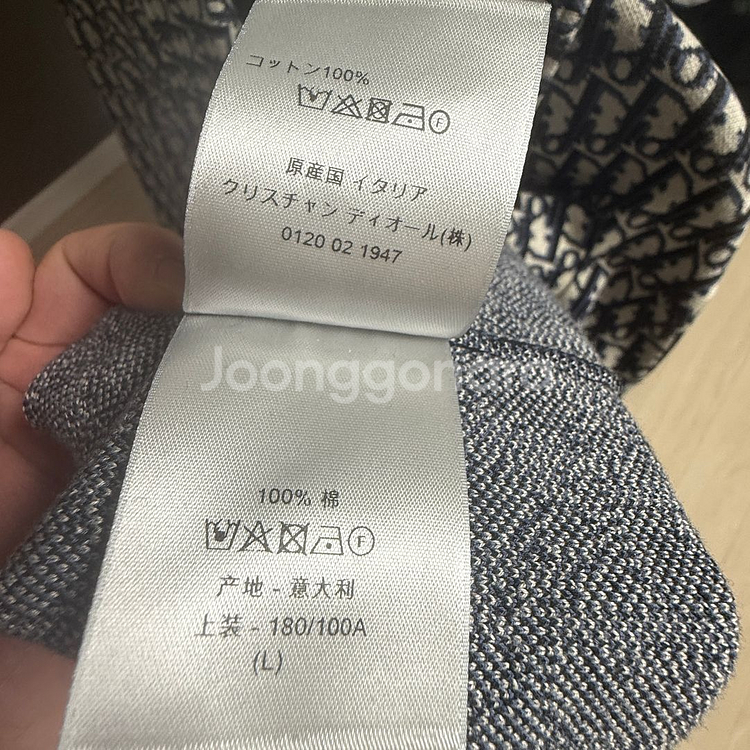 コットン100%
F
原産国 イタリア
クリスチャン ディオール(株)
0120 02 1947
Joonggonara
100% 棉
F
产地 - 意大利
上装 - 180/100A
(L)